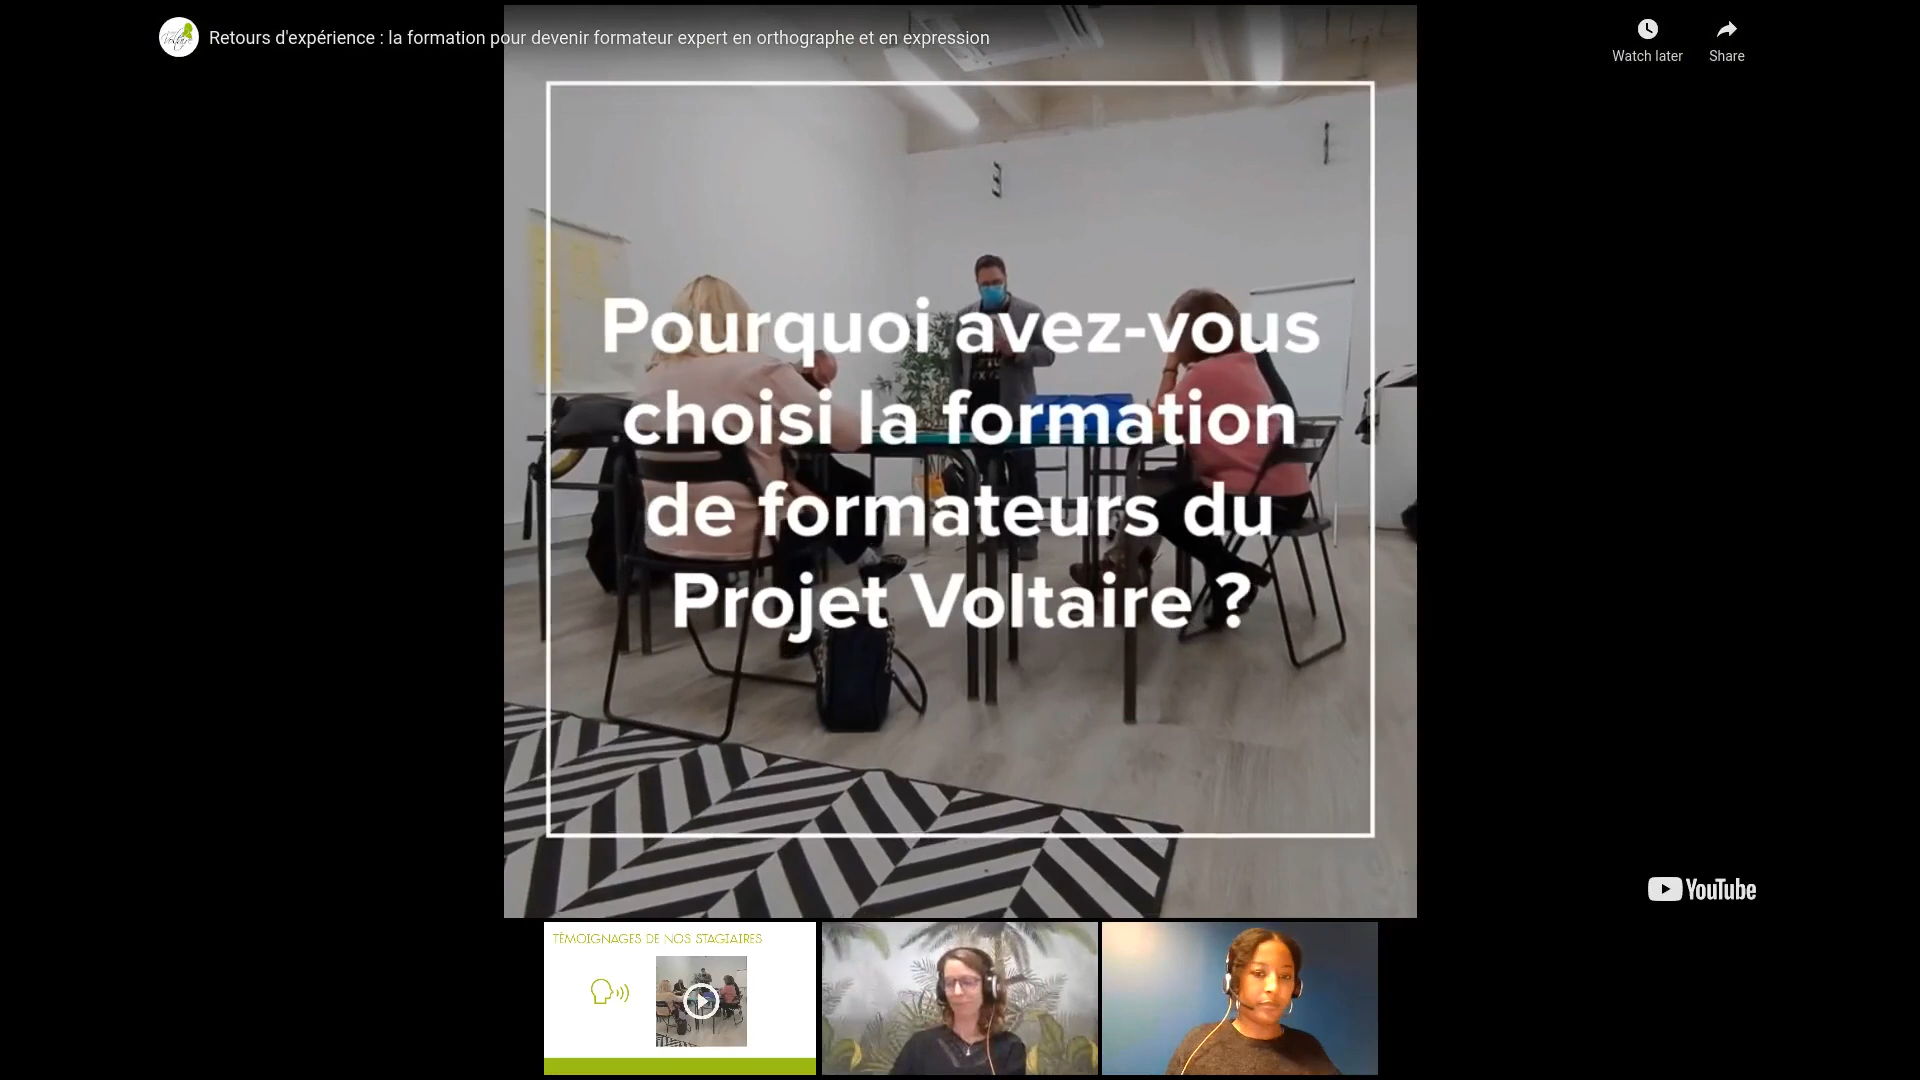 Retours d'expérience : la formation pour devenir formateur expert en orthographe et en expression
Watch later
Share
Pourquoi avez-vous
choisi la formation
de formateurs du
Projet Voltaire ?
YouTube
TÉMOIGNAGES DE NOS STAGIAIRES